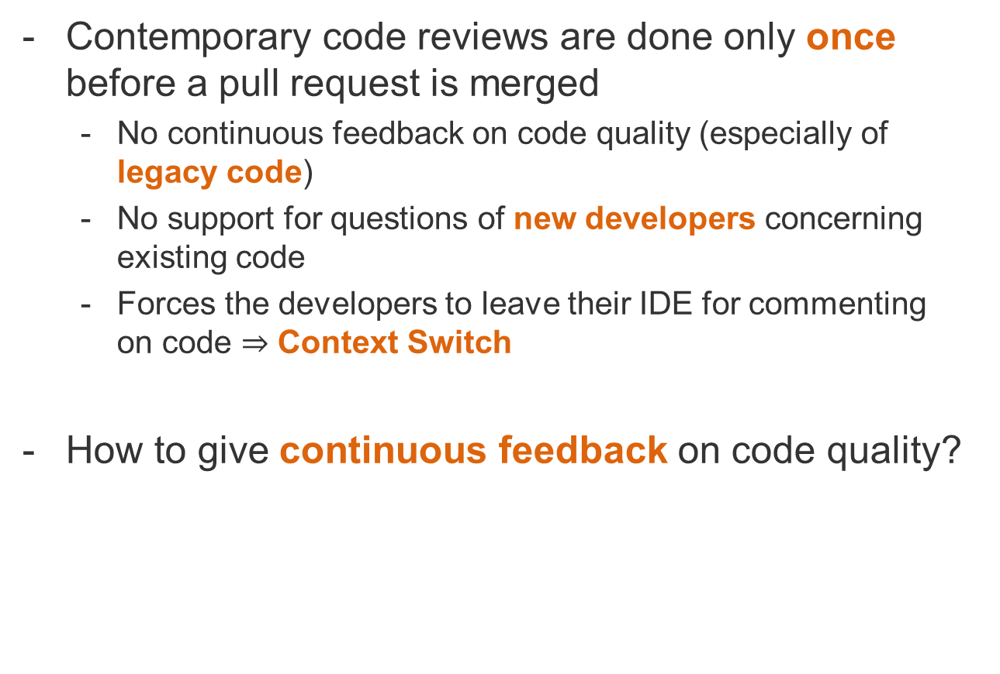 - Contemporary code reviews are done only once
before a pull request is merged
- No continuous feedback on code quality (especially of
legacy code)
- No support for questions of new developers concerning
existing code
- Forces the developers to leave their IDE for commenting
on code ⇒ Context Switch
- How to give continuous feedback on code quality?